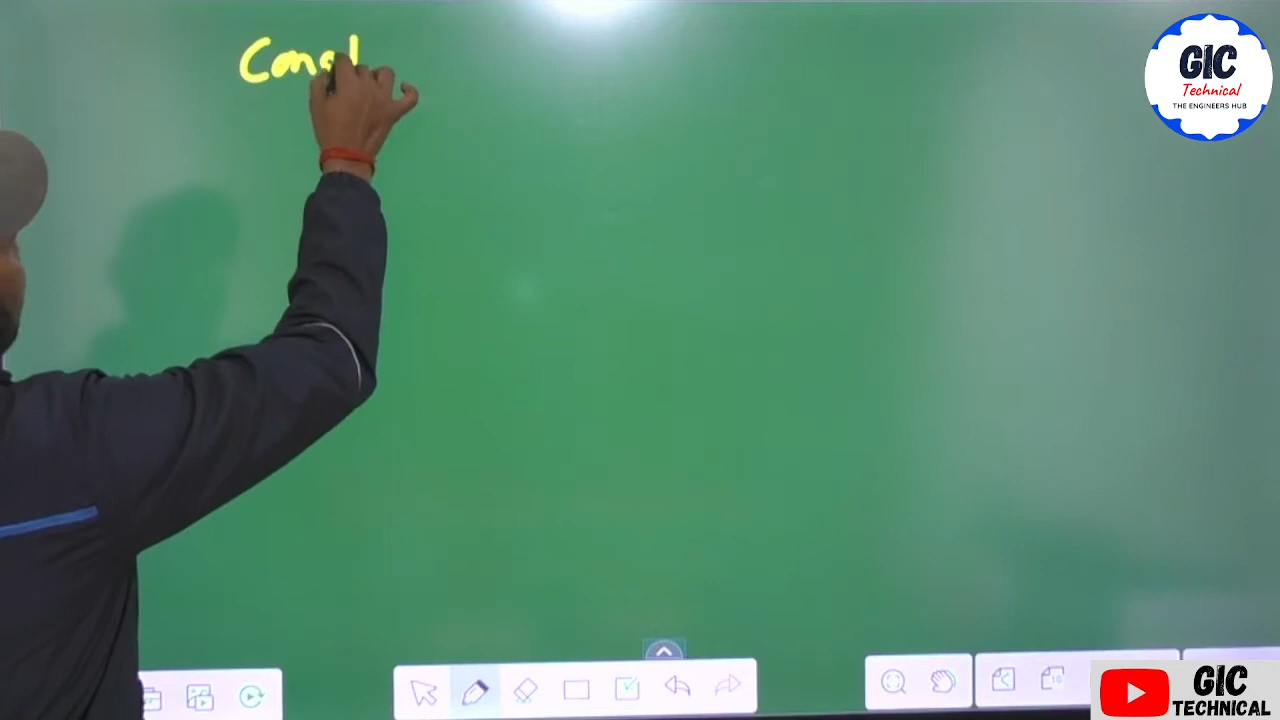 GIC
Technical
THE ENGINEERS HUB
GIC
TECHNICAL